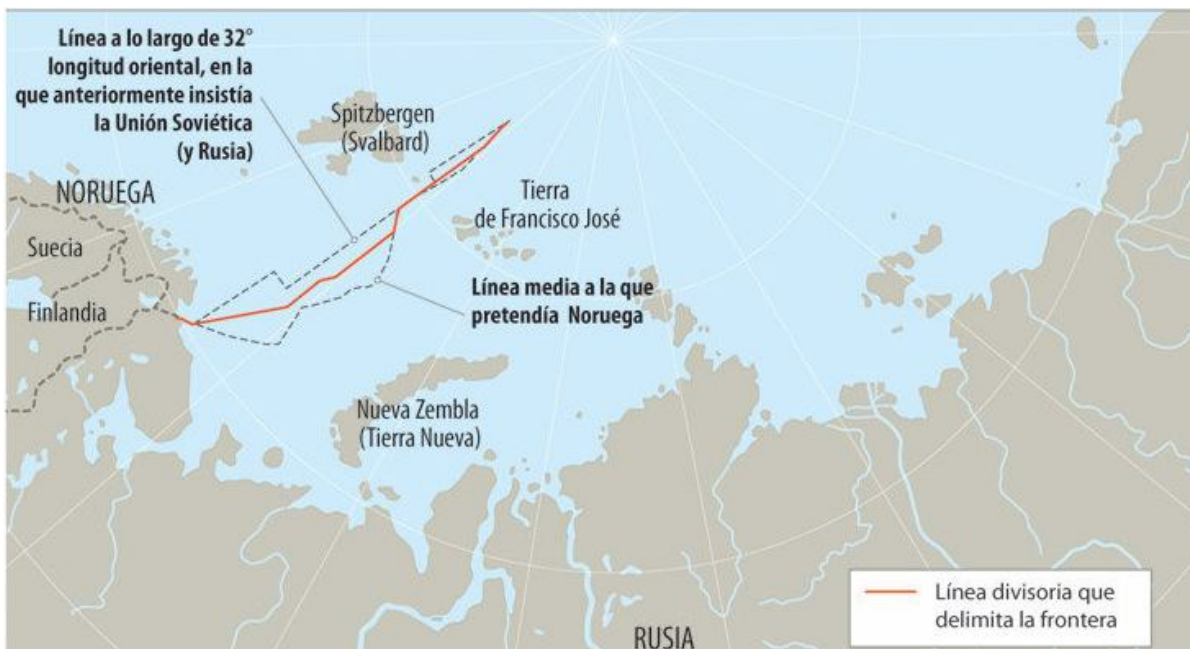 Línea a lo largo de 32°
longitud oriental, en la
que anteriormente insistía
la Unión Soviética
(y Rusia)
Spitzbergen
(Svalbard)
NORUEGA
Tierra
de Francisco José
Suecia
Finlandia
Línea media a la que
pretendía Noruega
Nueva Zembla
(Tierra Nueva)
RUSIA
Línea divisoria que
delimita la frontera